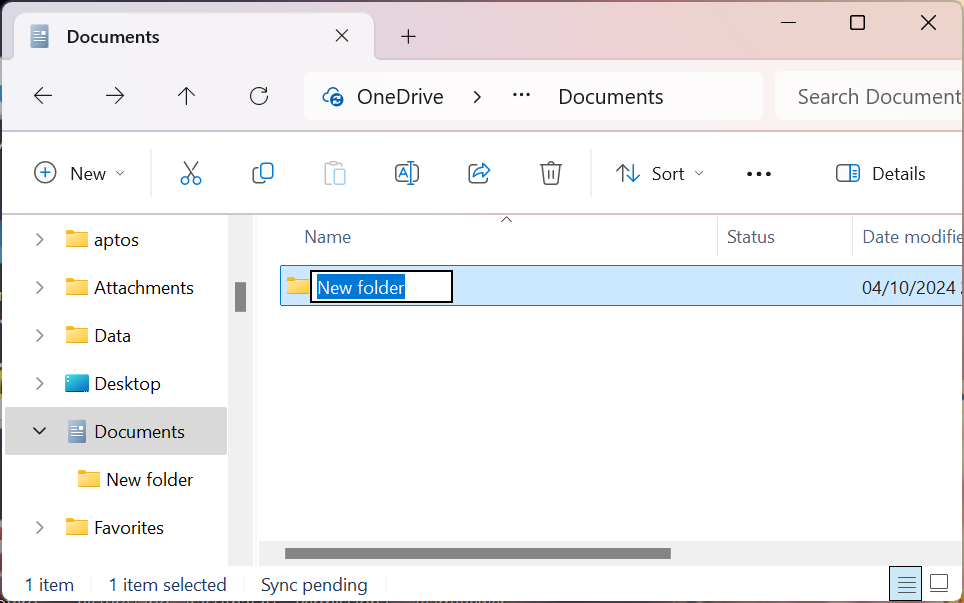 Documents
OneDrive > ... Documents
Search Document
New
Sort
Details
Name Status Date modifie
aptos
Attachments
Data
Desktop
Documents
New folder
Favorites
New folder 04/10/2024
1 item 1 item selected Sync pending